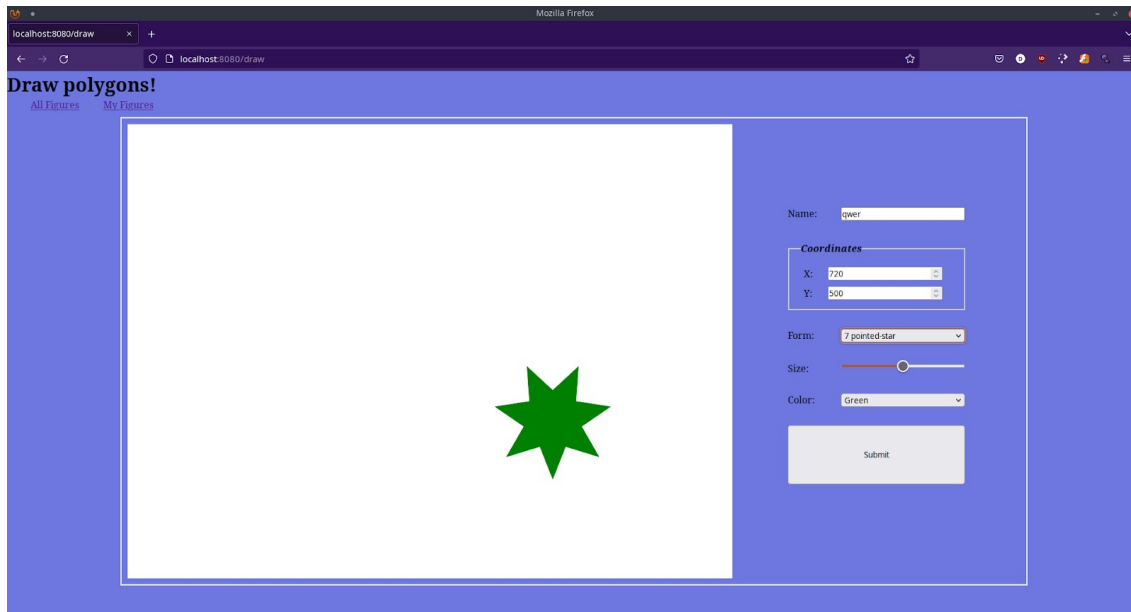 Mozilla Firefox
localhost:8080/draw
localhost:8080/draw
Draw polygons!
All Figures My Figures
Name: qwer
Coordinates
X: 720
Y: 500
Form: 7 pointed-star
Size:
Color: Green
Submit